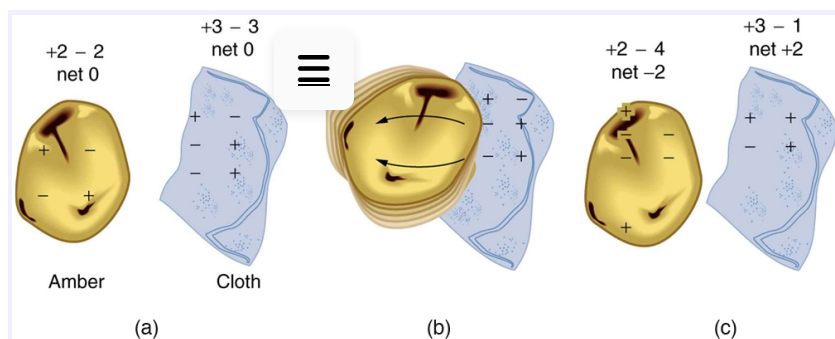 +2 − 2
net 0
+3 − 3
net 0
+2 − 4
net −2
+3 − 1
net +2
+ −
− +
+ −
− +
− +
+ −
− +
− +
+
− −
− −
+
+ +
− +
Amber
Cloth
(a)
(b)
(c)